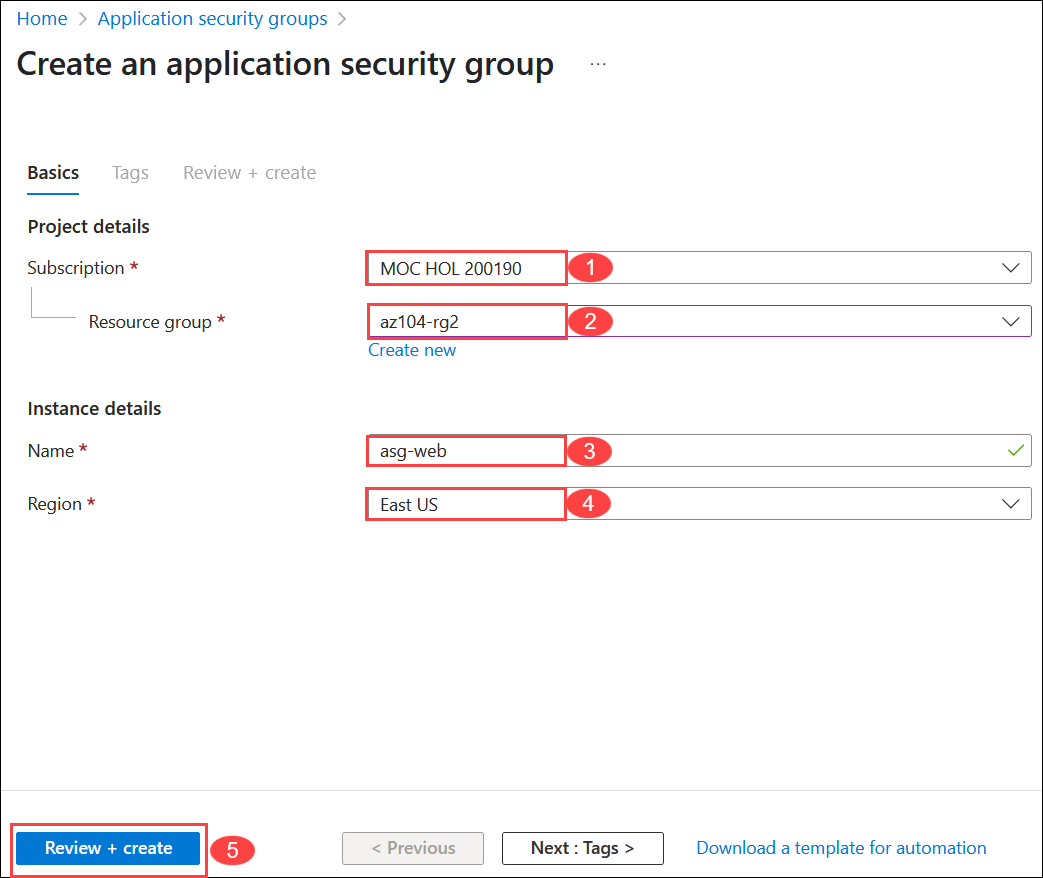 Home > Application security groups >
Create an application security group ...
Basics Tags Review + create
Project details
Subscription * MOC HOL 200190 1
Resource group * az104-rg2 2
Create new
Instance details
Name * asg-web 3
Region * East US 4
Review + create 5 < Previous Next : Tags > Download a template for automation